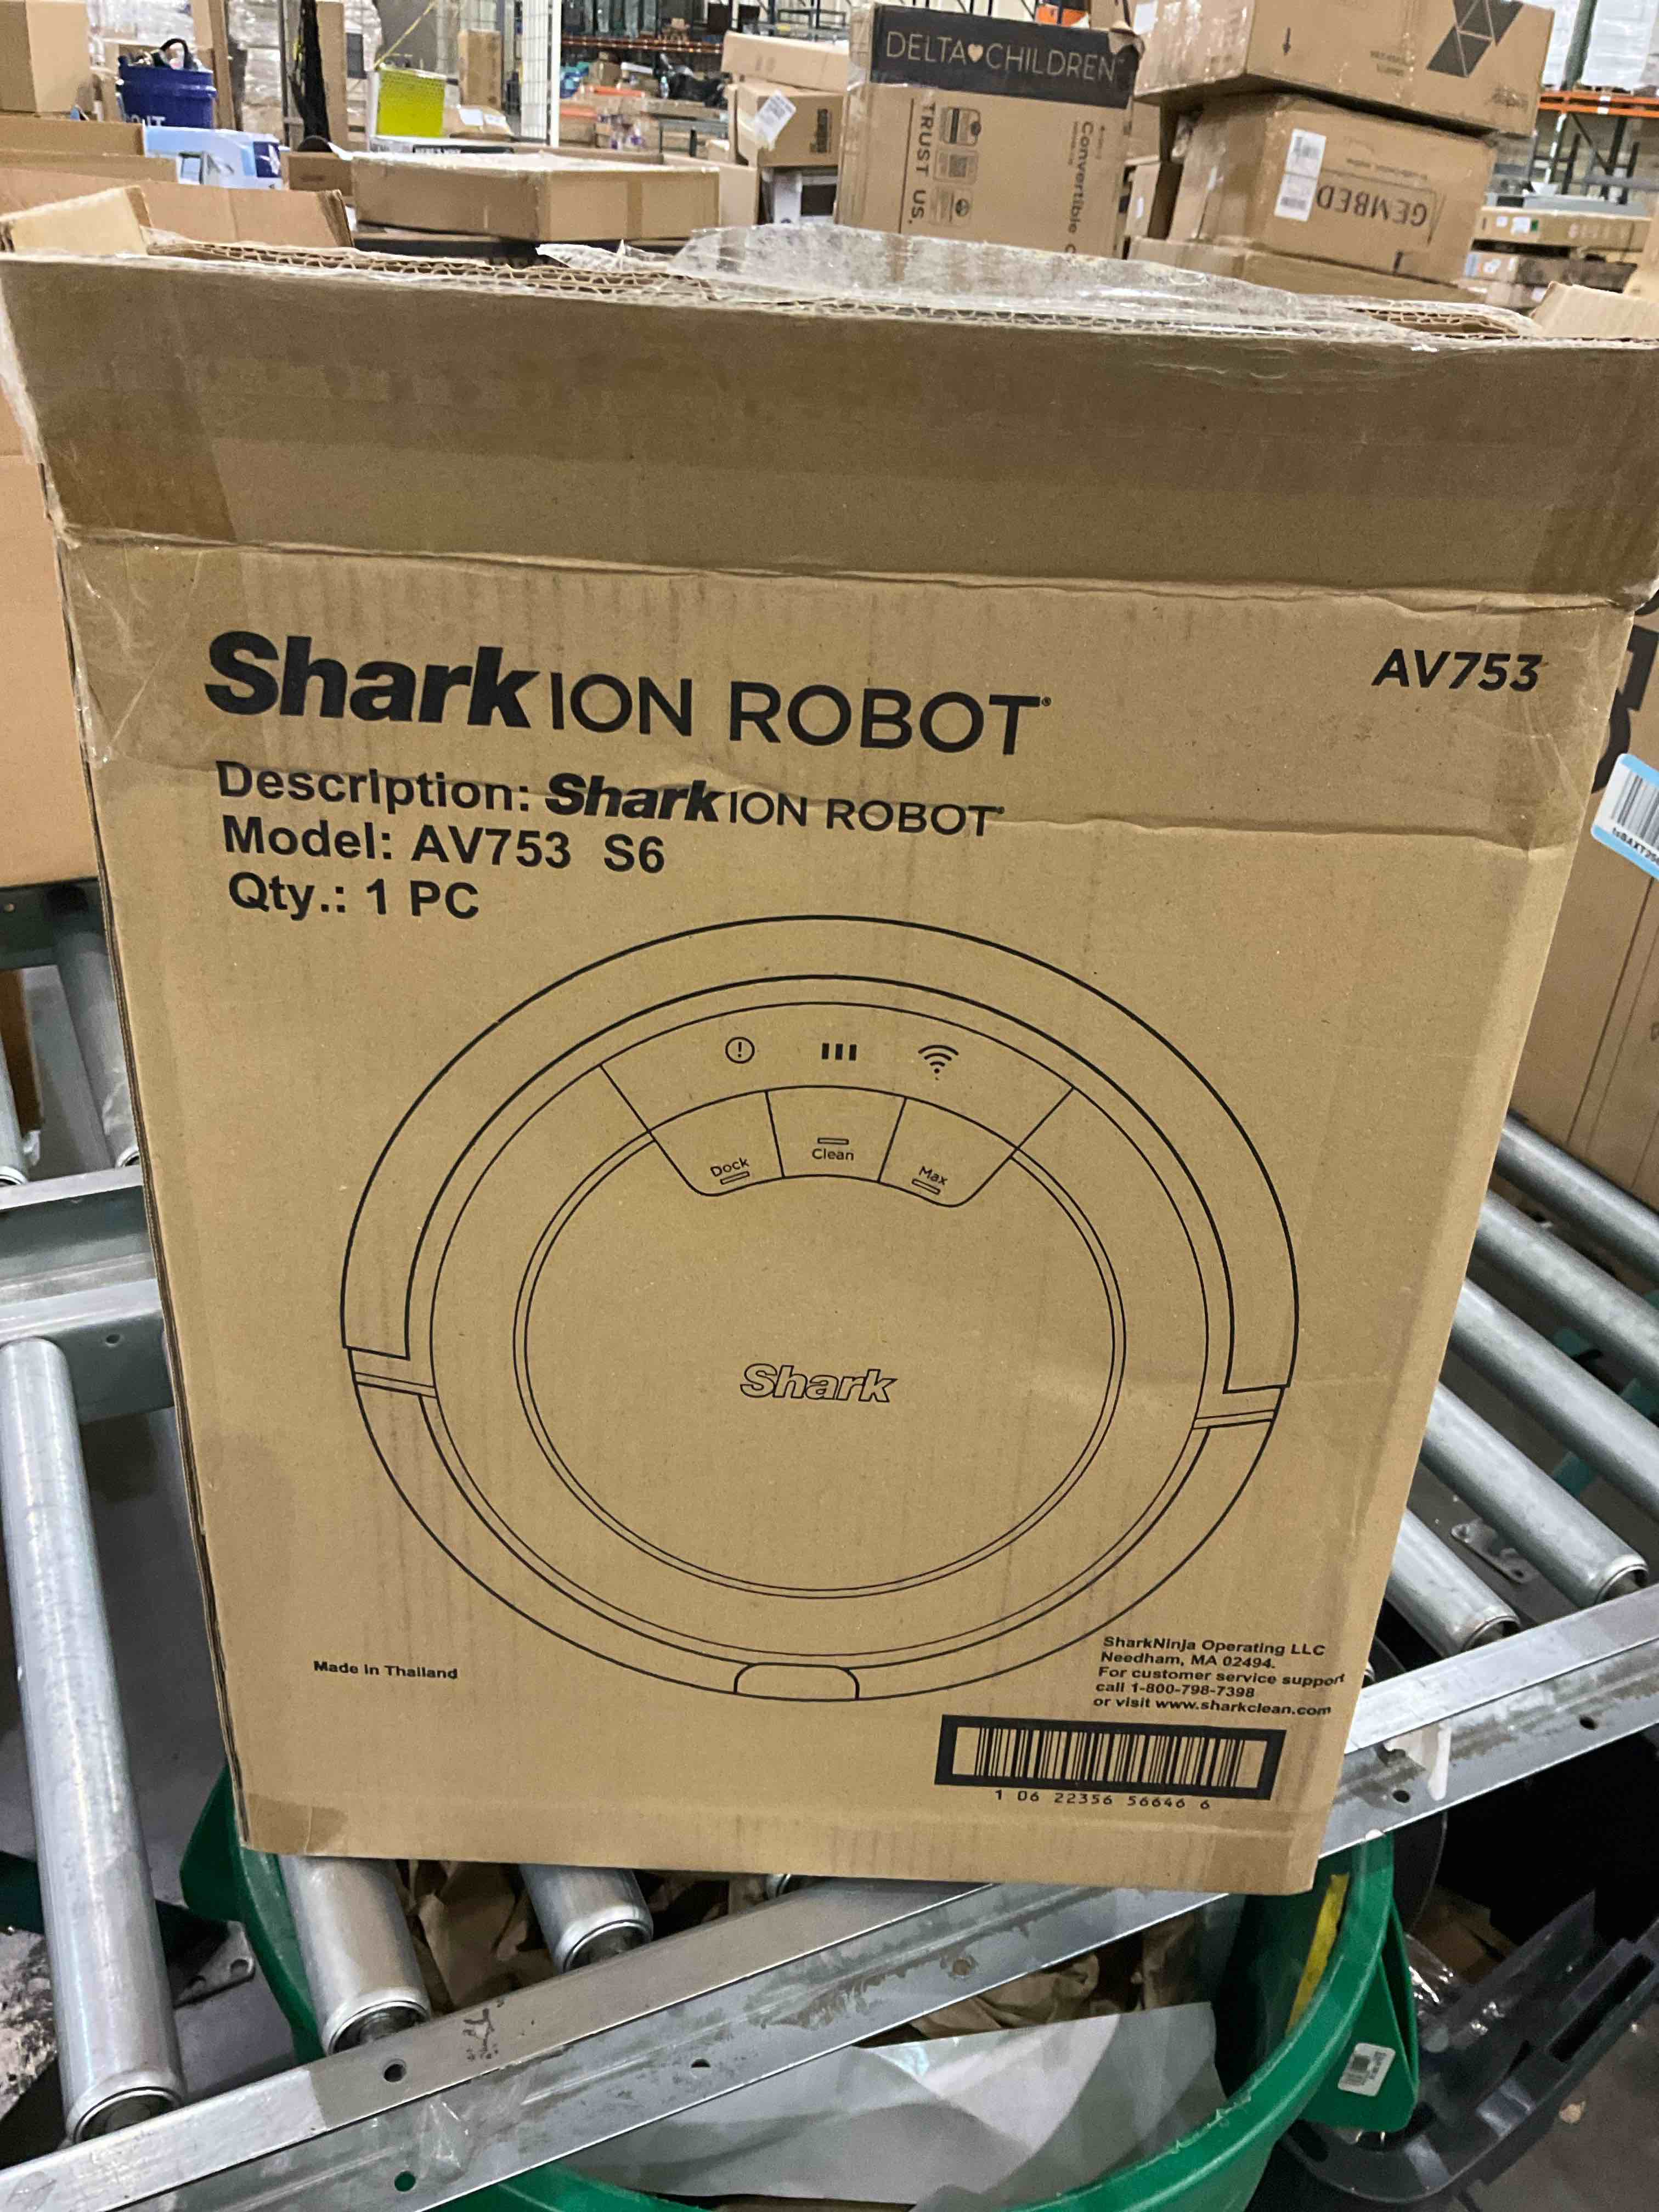 DELTA CHILDREN
TRUST US,
Convertible
GEMBED
Shark ION ROBOT®
AV753
Description: Shark ION ROBOT®
Model: AV753 S6
Qty.: 1 PC
Dock
Clean
Max
Shark
Made in Thailand
SharkNinja Operating LLC
Needham, MA 02494.
For customer service support
call 1-800-798-7398
or visit www.sharkclean.com
1 06 22356 56646 6